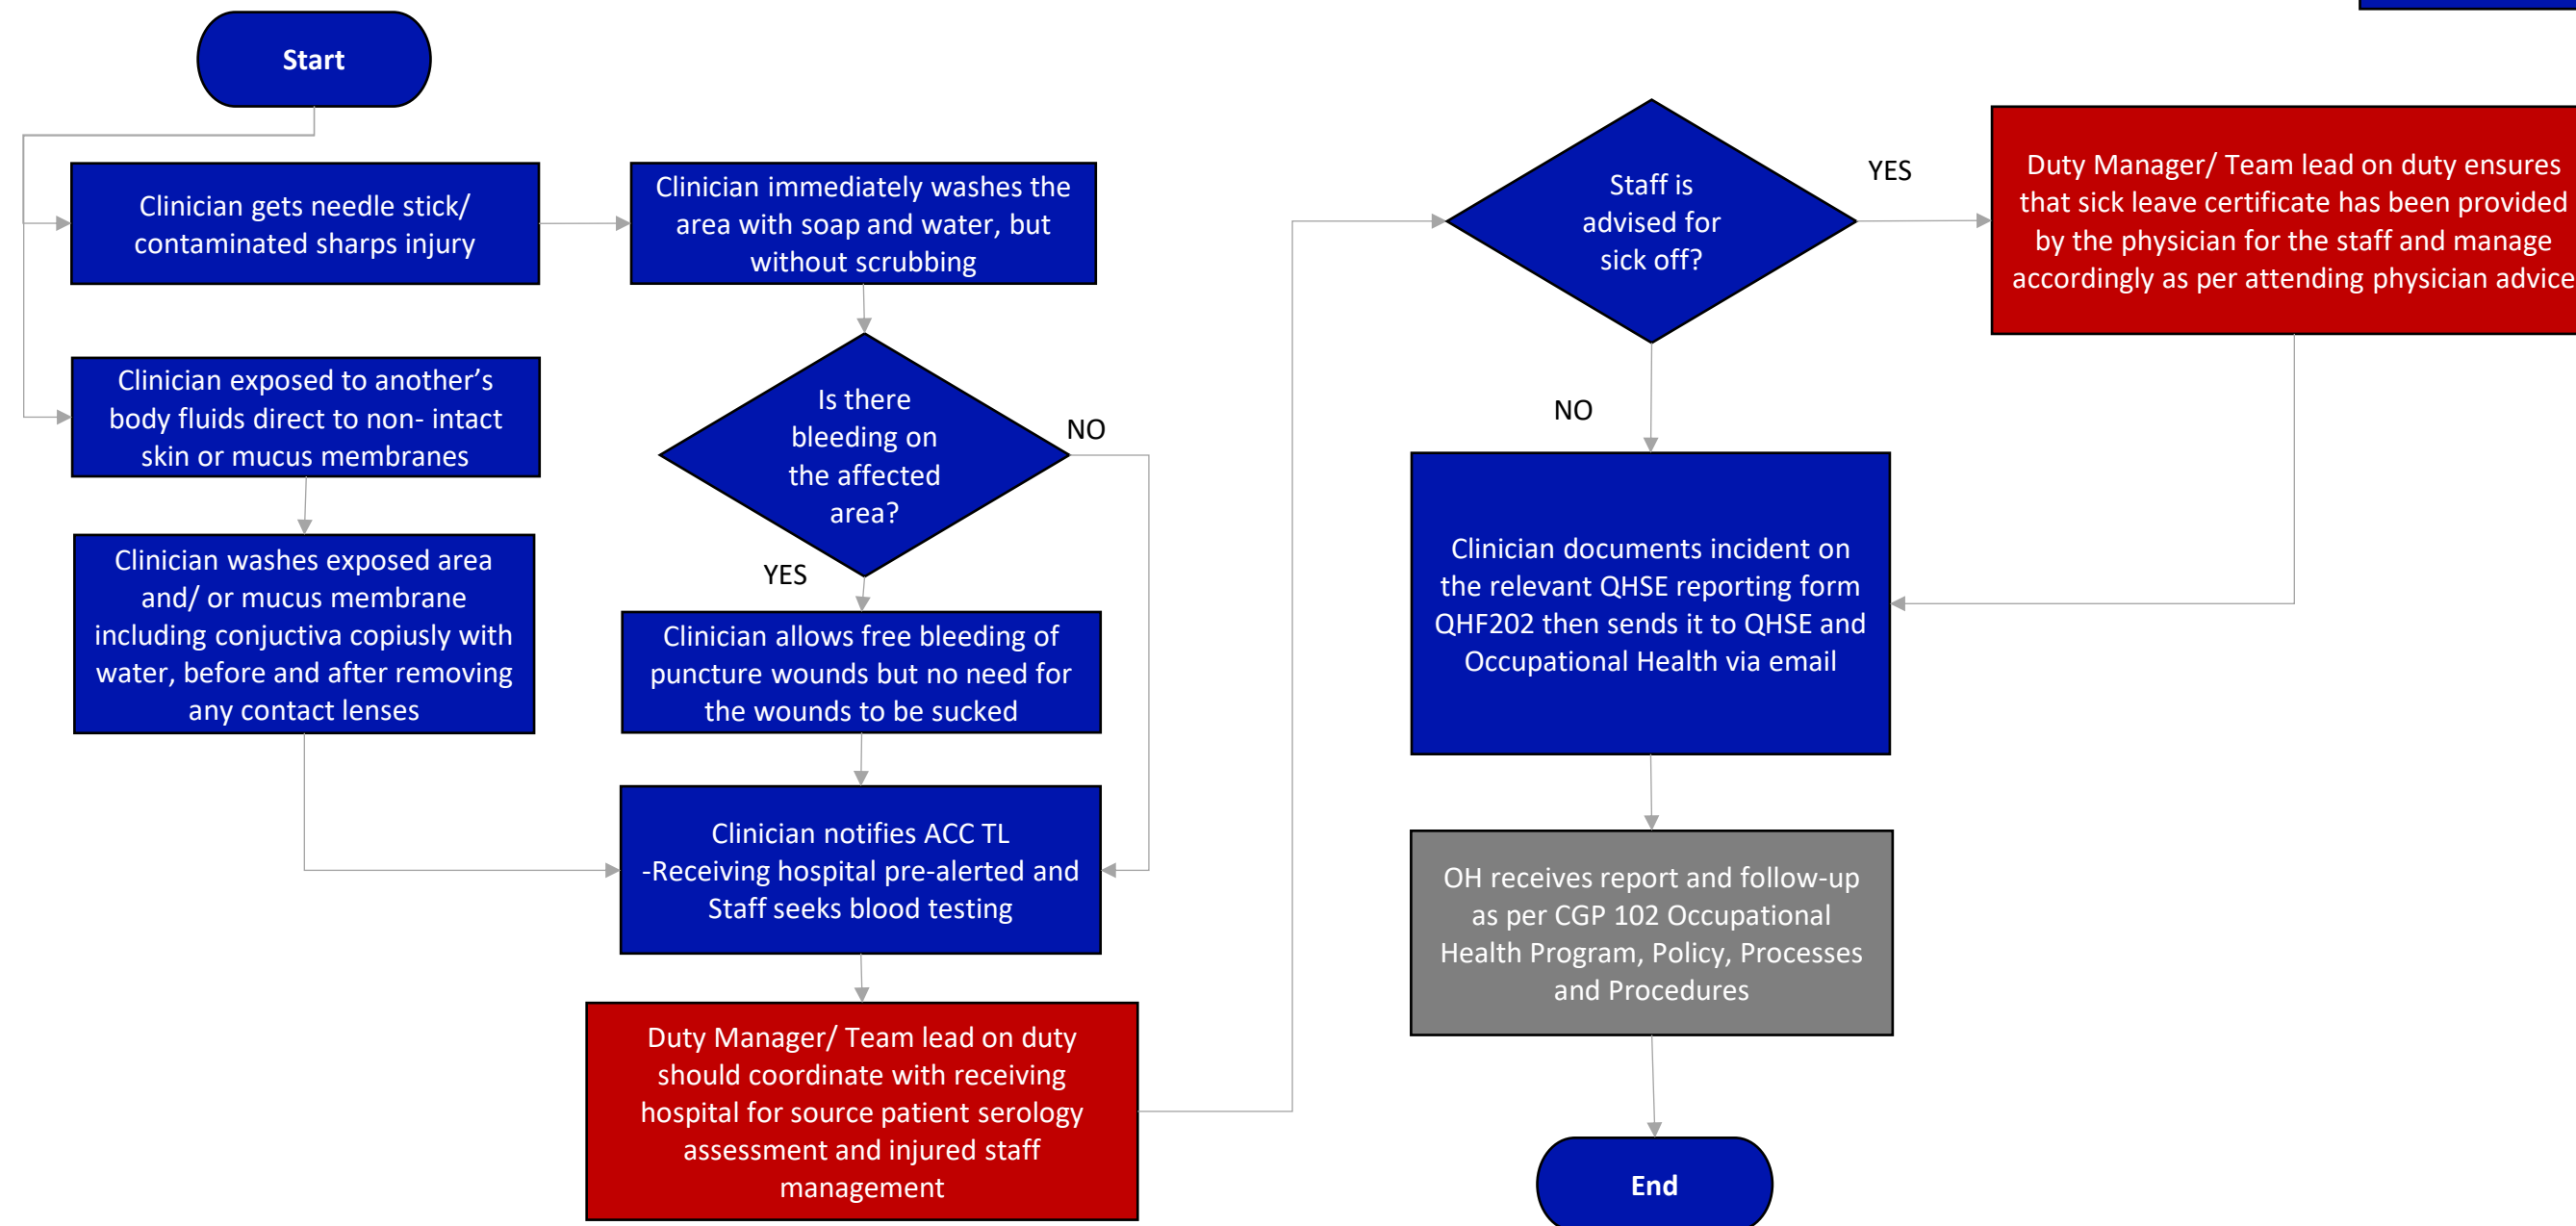 Start
Clinician gets needle stick/
contaminated sharps injury
Clinician immediately washes the
area with soap and water, but
without scrubbing
Clinician exposed to another's
body fluids direct to non- intact
skin or mucus membranes
Is there
bleeding on
the affected
area?
NO
YES
Clinician washes exposed area
and/ or mucus membrane
including conjuctiva copiusly with
water, before and after removing
any contact lenses
Clinician allows free bleeding of
puncture wounds but no need for
the wounds to be sucked
Clinician notifies ACC TL
-Receiving hospital pre-alerted and
Staff seeks blood testing
Duty Manager/ Team lead on duty
should coordinate with receiving
hospital for source patient serology
assessment and injured staff
management
Staff is
advised for
sick off?
YES
NO
Duty Manager/ Team lead on duty ensures
that sick leave certificate has been provided
by the physician for the staff and manage
accordingly as per attending physician advice
Clinician documents incident on
the relevant QHSE reporting form
QHF202 then sends it to QHSE and
Occupational Health via email
OH receives report and follow-up
as per CGP 102 Occupational
Health Program, Policy, Processes
and Procedures
End